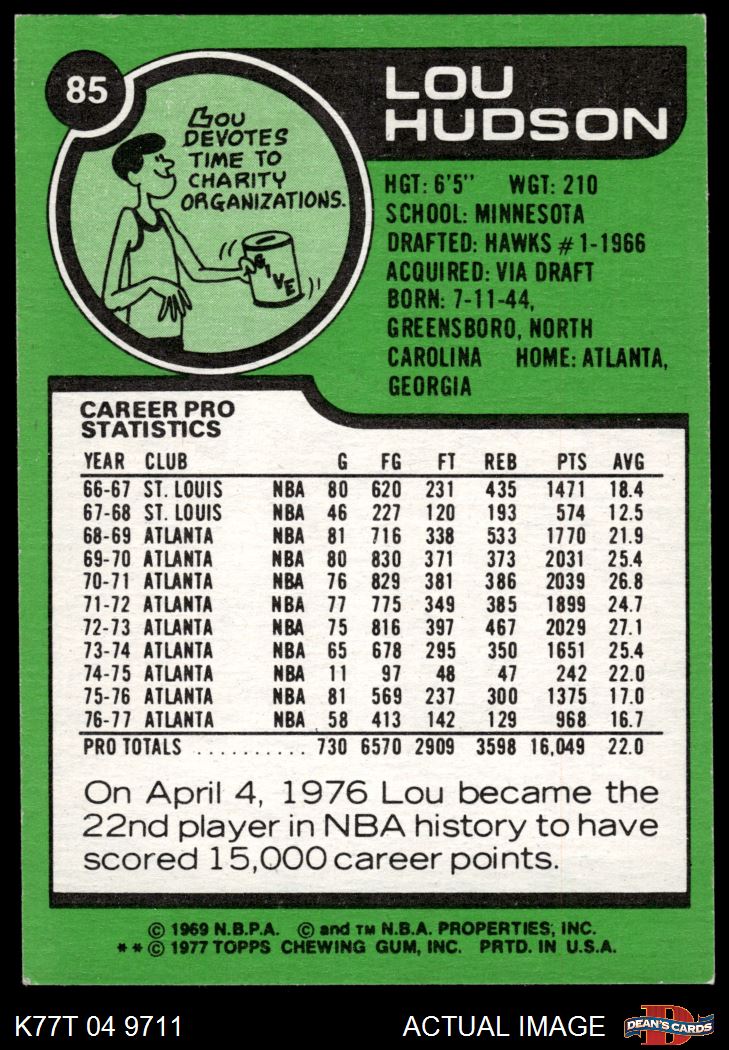 85
LOU
HUDSON
LOU
DEVOTES
TIME TO
CHARITY
ORGANIZATIONS.
GIVE
HGT: 6'5" WGT: 210
SCHOOL: MINNESOTA
DRAFTED: HAWKS # 1-1966
ACQUIRED: VIA DRAFT
BORN: 7-11-44,
GREENSBORO, NORTH
CAROLINA HOME: ATLANTA,
GEORGIA
CAREER PRO
STATISTICS
YEAR CLUB G FG FT REB PTS AVG
66-67 ST. LOUIS NBA 80 620 231 435 1471 18.4
67-68 ST. LOUIS NBA 46 227 120 193 574 12.5
68-69 ATLANTA NBA 81 716 338 533 1770 21.9
69-70 ATLANTA NBA 80 830 371 373 2031 25.4
70-71 ATLANTA NBA 76 829 381 386 2039 26.8
71-72 ATLANTA NBA 77 775 349 385 1899 24.7
72-73 ATLANTA NBA 75 816 397 467 2029 27.1
73-74 ATLANTA NBA 65 678 295 350 1651 25.4
74-75 ATLANTA NBA 11 97 48 47 242 22.0
75-76 ATLANTA NBA 81 569 237 300 1375 17.0
76-77 ATLANTA NBA 58 413 142 129 968 16.7
PRO TOTALS .......... 730 6570 2909 3598 16,049 22.0
On April 4, 1976 Lou became the
22nd player in NBA history to have
scored 15,000 career points.
© 1969 N.B.P.A. © and TM N.B.A. PROPERTIES, INC.
** © 1977 TOPPS CHEWING GUM, INC. PRTD. IN U.S.A.
K77T 04 9711 ACTUAL IMAGE DEAN'S CARDS